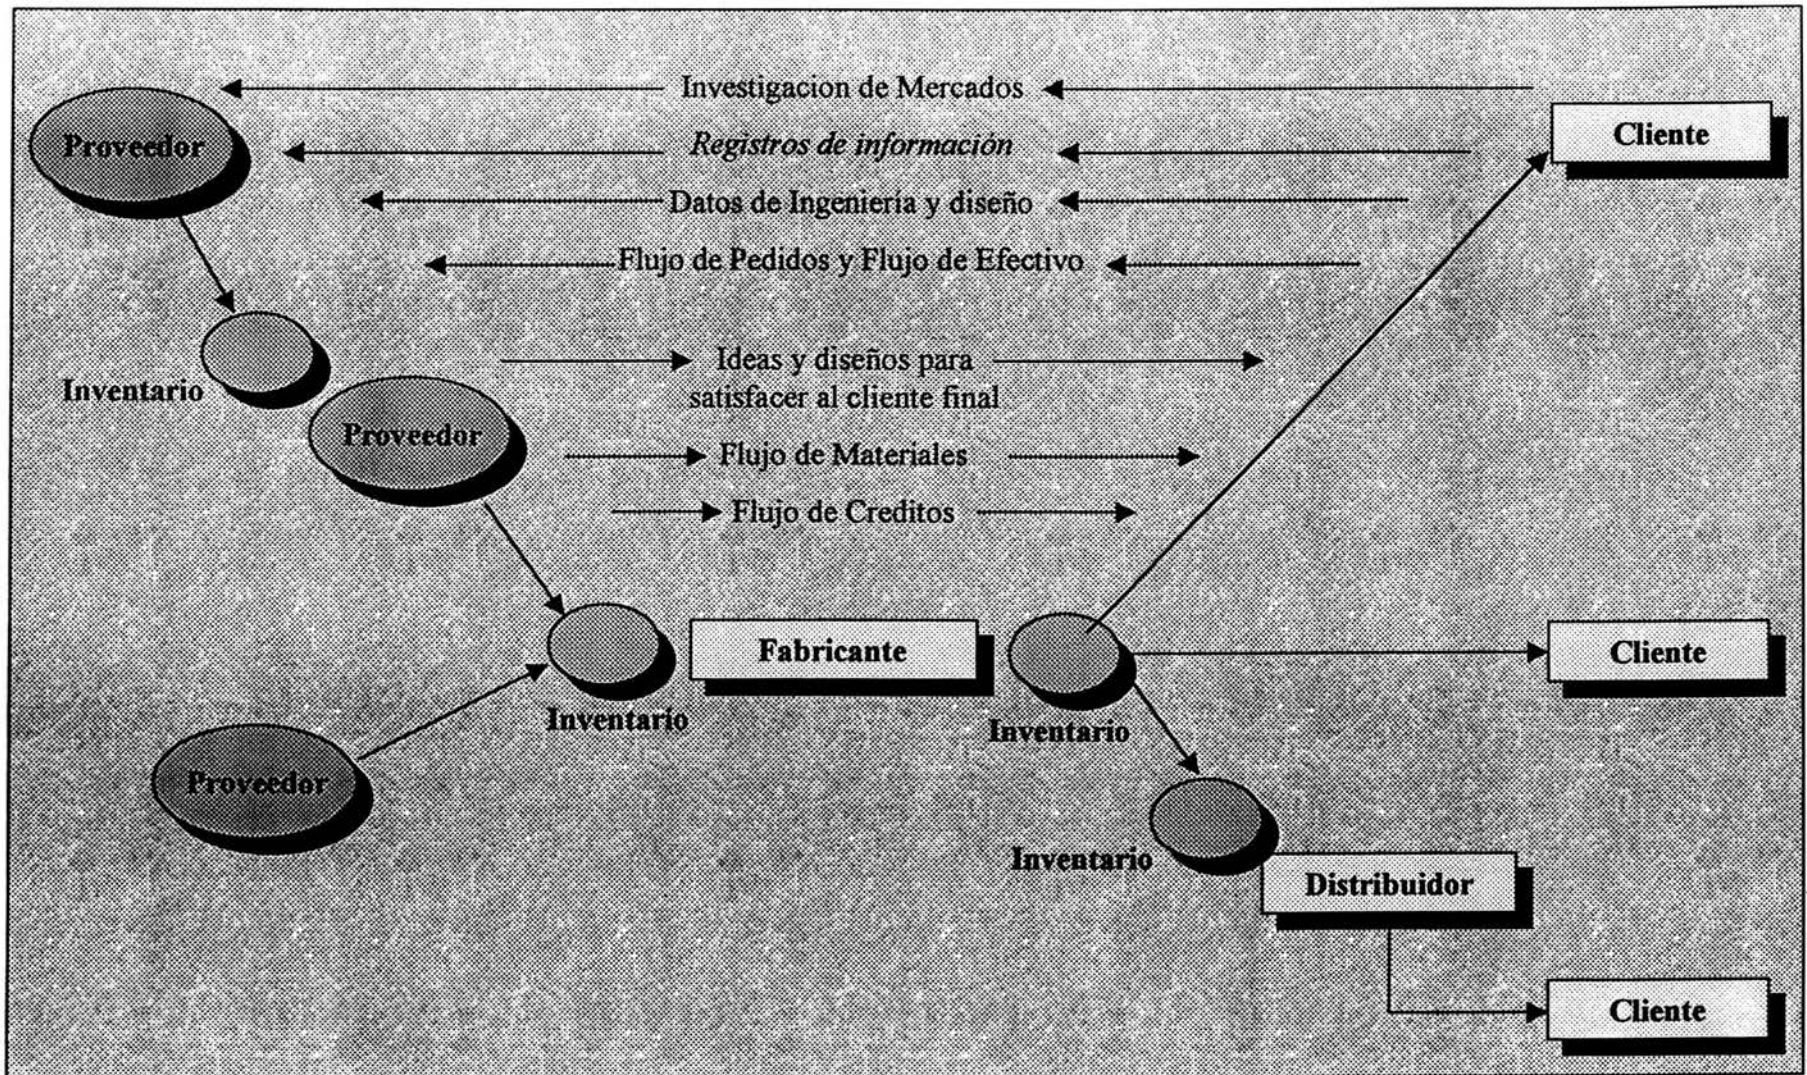 Investigacion de Mercados
Cliente
Proveedor
Registros de información
Datos de Ingeniería y diseño
Flujo de Pedidos y Flujo de Efectivo
Ideas y diseños para
satisfacer al cliente final
Inventario
Proveedor
Flujo de Materiales
Flujo de Creditos
Fabricante
Cliente
Inventario
Inventario
Proveedor
Inventario
Distribuidor
Cliente